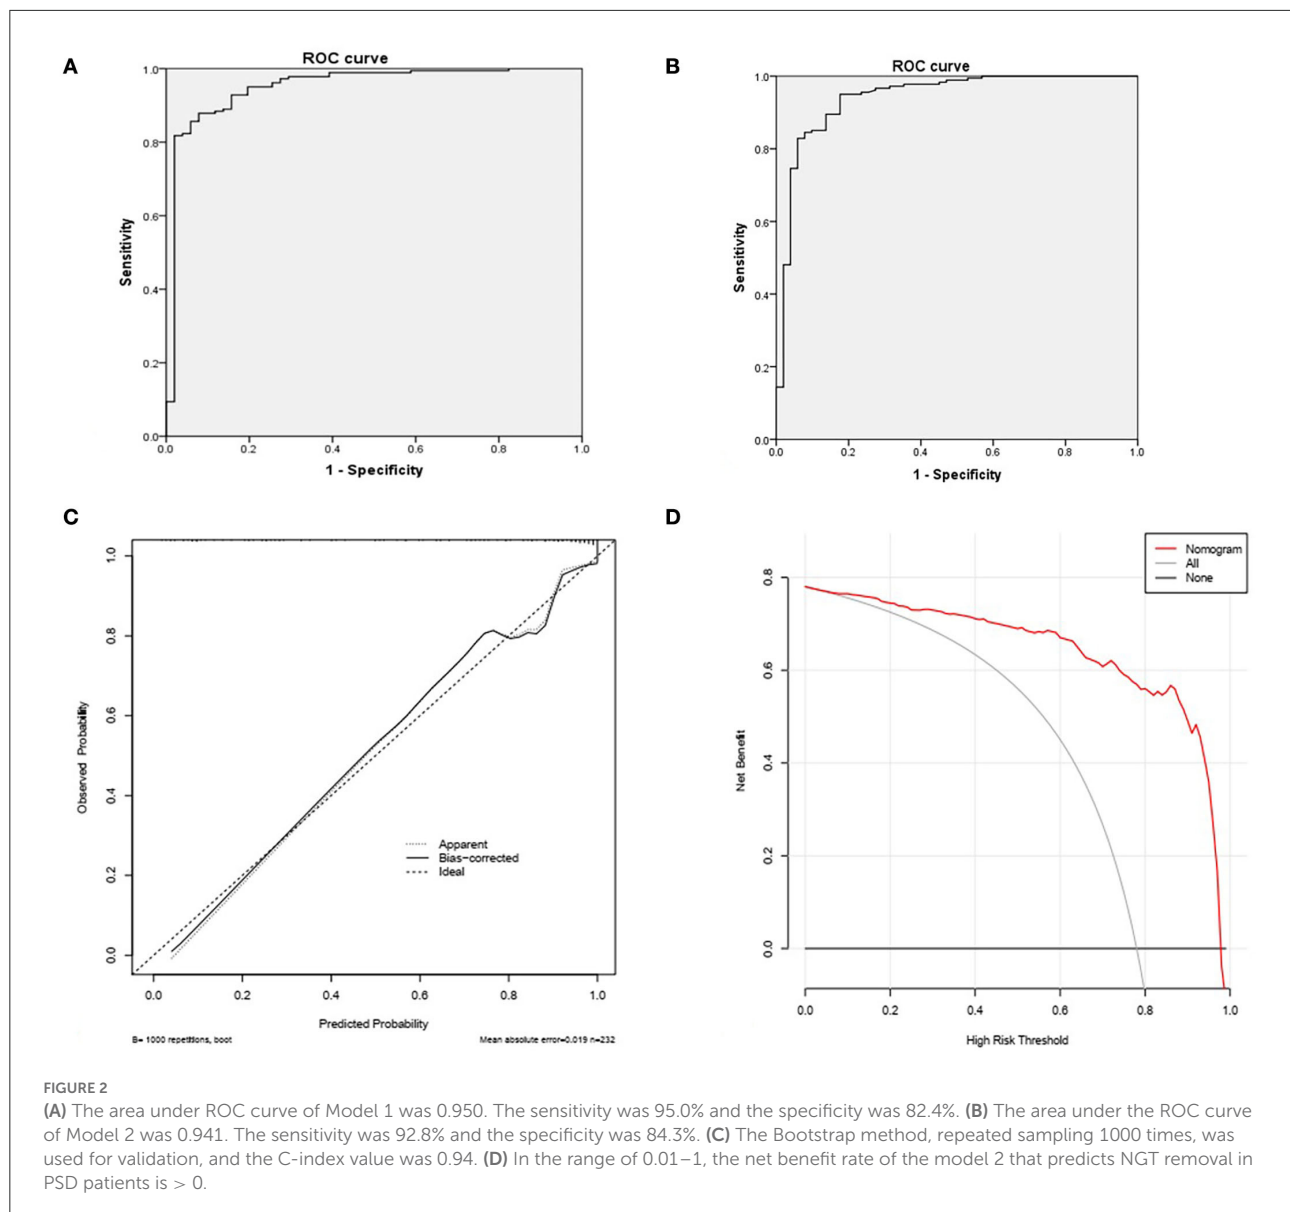 A
ROC curve
1.0
0.8
0.6
0.4
0.2
0.0
Sensitivity
0.0 0.2 0.4 0.6 0.8 1.0
1 - Specificity
B
ROC curve
1.0
0.8
0.6
0.4
0.2
0.0
Sensitivity
0.0 0.2 0.4 0.6 0.8 1.0
1 - Specificity
C
1.0
0.8
0.6
0.4
0.2
0.0
Observed Probability
Apparent
Bias-corrected
Ideal
0.0 0.2 0.4 0.6 0.8 1.0
Predicted Probability
B= 1000 repetitions, boot
Mean absolute error=0.019 n=232
D
Nomogram
All
None
0.8
0.6
0.4
0.2
0.0
Net Benefit
0.0 0.2 0.4 0.6 0.8 1.0
High Risk Threshold
FIGURE 2
(A) The area under ROC curve of Model 1 was 0.950. The sensitivity was 95.0% and the specificity was 82.4%. (B) The area under the ROC curve
of Model 2 was 0.941. The sensitivity was 92.8% and the specificity was 84.3%. (C) The Bootstrap method, repeated sampling 1000 times, was
used for validation, and the C-index value was 0.94. (D) In the range of 0.01–1, the net benefit rate of the model 2 that predicts NGT removal in
PSD patients is > 0.